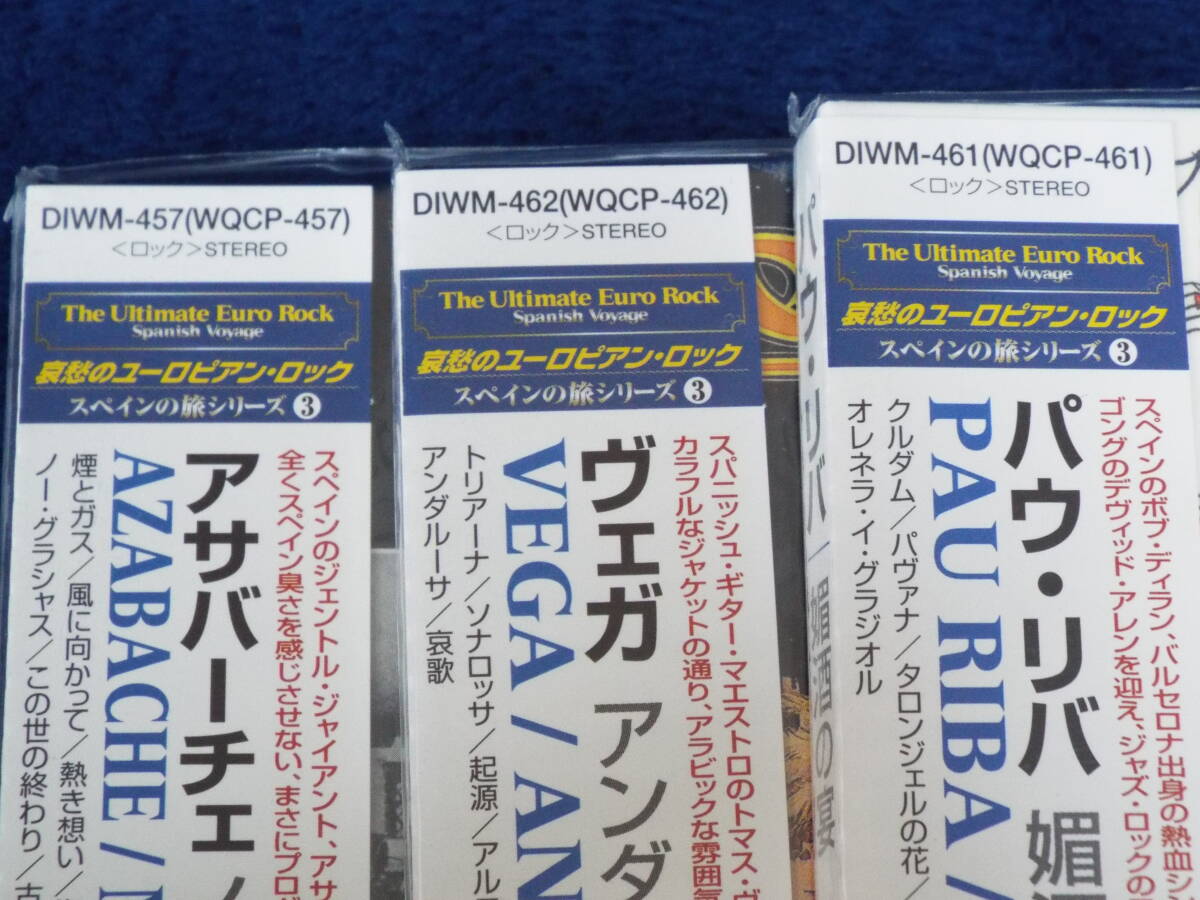 DIWM-457(WQCP-457)
<ロック>STEREO
The Ultimate Euro Rock
Spanish Voyage
哀愁のユーロピアン・ロック
スペインの旅シリーズ❸
スペインのジェントル・ジャイアント、アサ
全くスペイン臭さを感じさせない、まさにプログ
アサバーチェ
AZABACHE /
煙とガス/風に向かって/熱き想い/
ノー・グラシャス/この世の終わり/古
DIWM-462(WQCP-462)
<ロック>STEREO
The Ultimate Euro Rock
Spanish Voyage
哀愁のユーロピアン・ロック
スペインの旅シリーズ❸
スパニッシュ・ギター・マエストロのトマス・ヴ
カラフルなジャケットの通り、アラビックな雰囲気
ヴェガ アンダ
VEGA / AN
トリアーナ/ソナロッサ/起源/アル
アンダルーサ/哀歌
DIWM-461(WQCP-461)
<ロック>STEREO
The Ultimate Euro Rock
Spanish Voyage
哀愁のユーロピアン・ロック
スペインの旅シリーズ❸
スペインのボブ・ディラン、バルセロナ出身の熱血シ
ゴングのデヴィッド・アレンを迎え、ジャズ・ロックの
パウ・リバ 媚
PAU RIBA /
クルダム/パヴァナ/タロンジェルの花/
オレネラ・イ・グラジオル
パウ・リバ
の宴